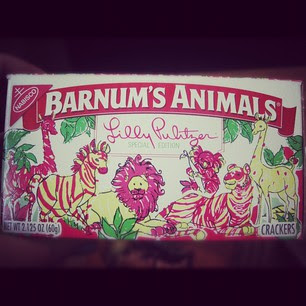 NABISCO
BARNUM'S ANIMALS
Lilly Pulitzer
SPECIAL EDITION
NET WT 2.125 OZ (60g)
CRACKERS